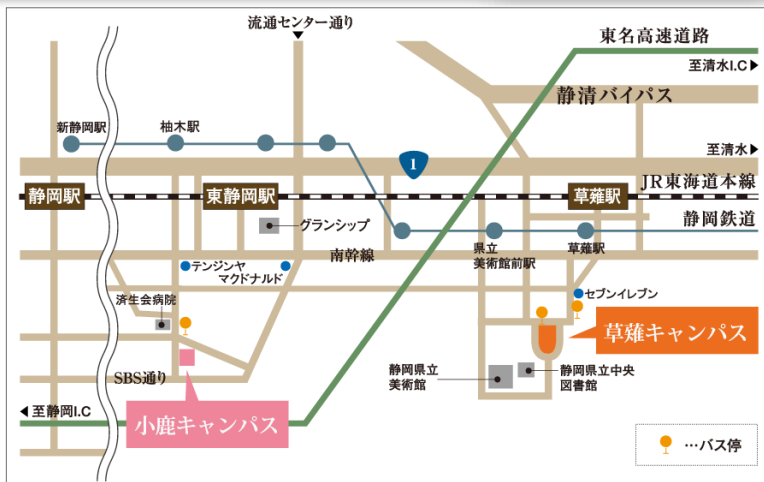 流通センター通り
東名高速道路
至清水I.C
静清バイパス
新静岡駅
柚木駅
1
至清水
JR東海道本線
静岡駅
東静岡駅
草薙駅
静岡鉄道
グランシップ
南幹線
県立
美術館前駅
草薙駅
テンジンヤ
マクドナルド
セブンイレブン
済生会病院
草薙キャンパス
SBS通り
静岡県立
美術館
静岡県立中央
図書館
至静岡I.C
小鹿キャンパス
…バス停